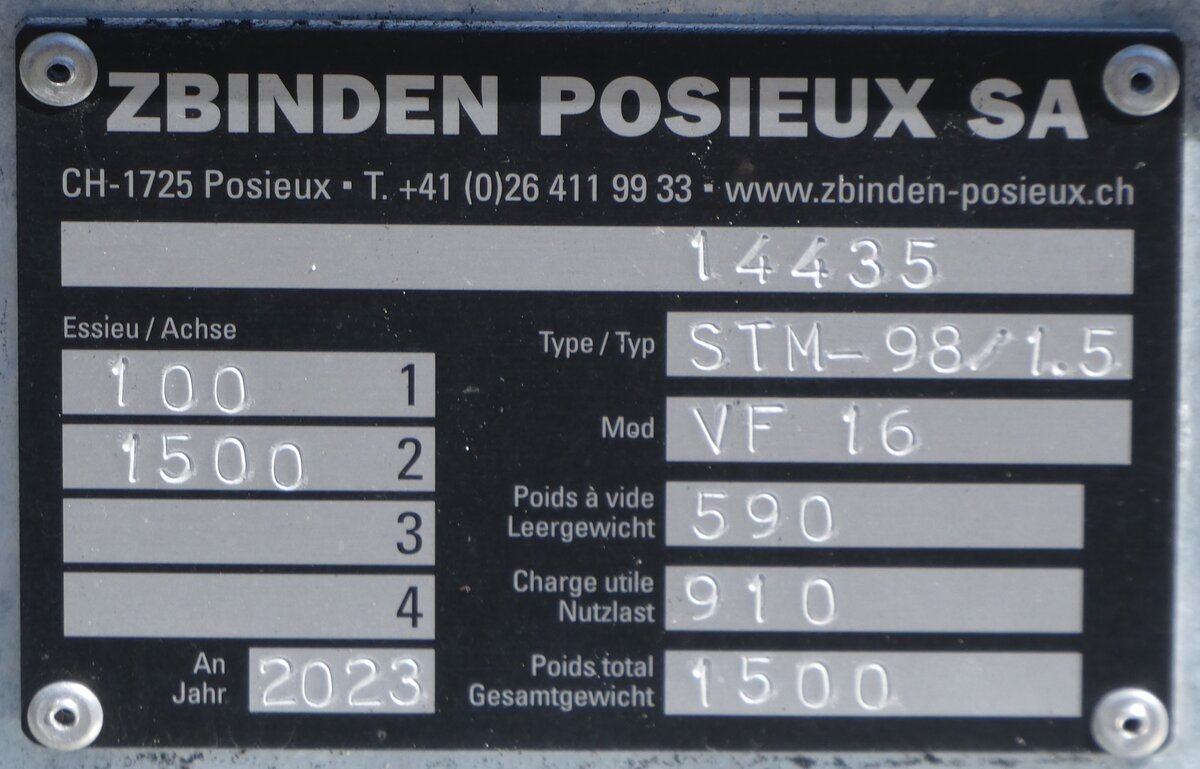 ZBINDEN POSIEUX SA
CH-1725 Posieux ▪ T. +41 (0)26 411 99 33 ▪ www.zbinden-posieux.ch
14435
Essieu / Achse
100 1
1500 2
3
4
An
Jahr 2023
Type / Typ STM-98/1.5
Mod VF 16
Poids à vide
Leergewicht 590
Charge utile
Nutzlast 910
Poids total
Gesamtgewicht 1500